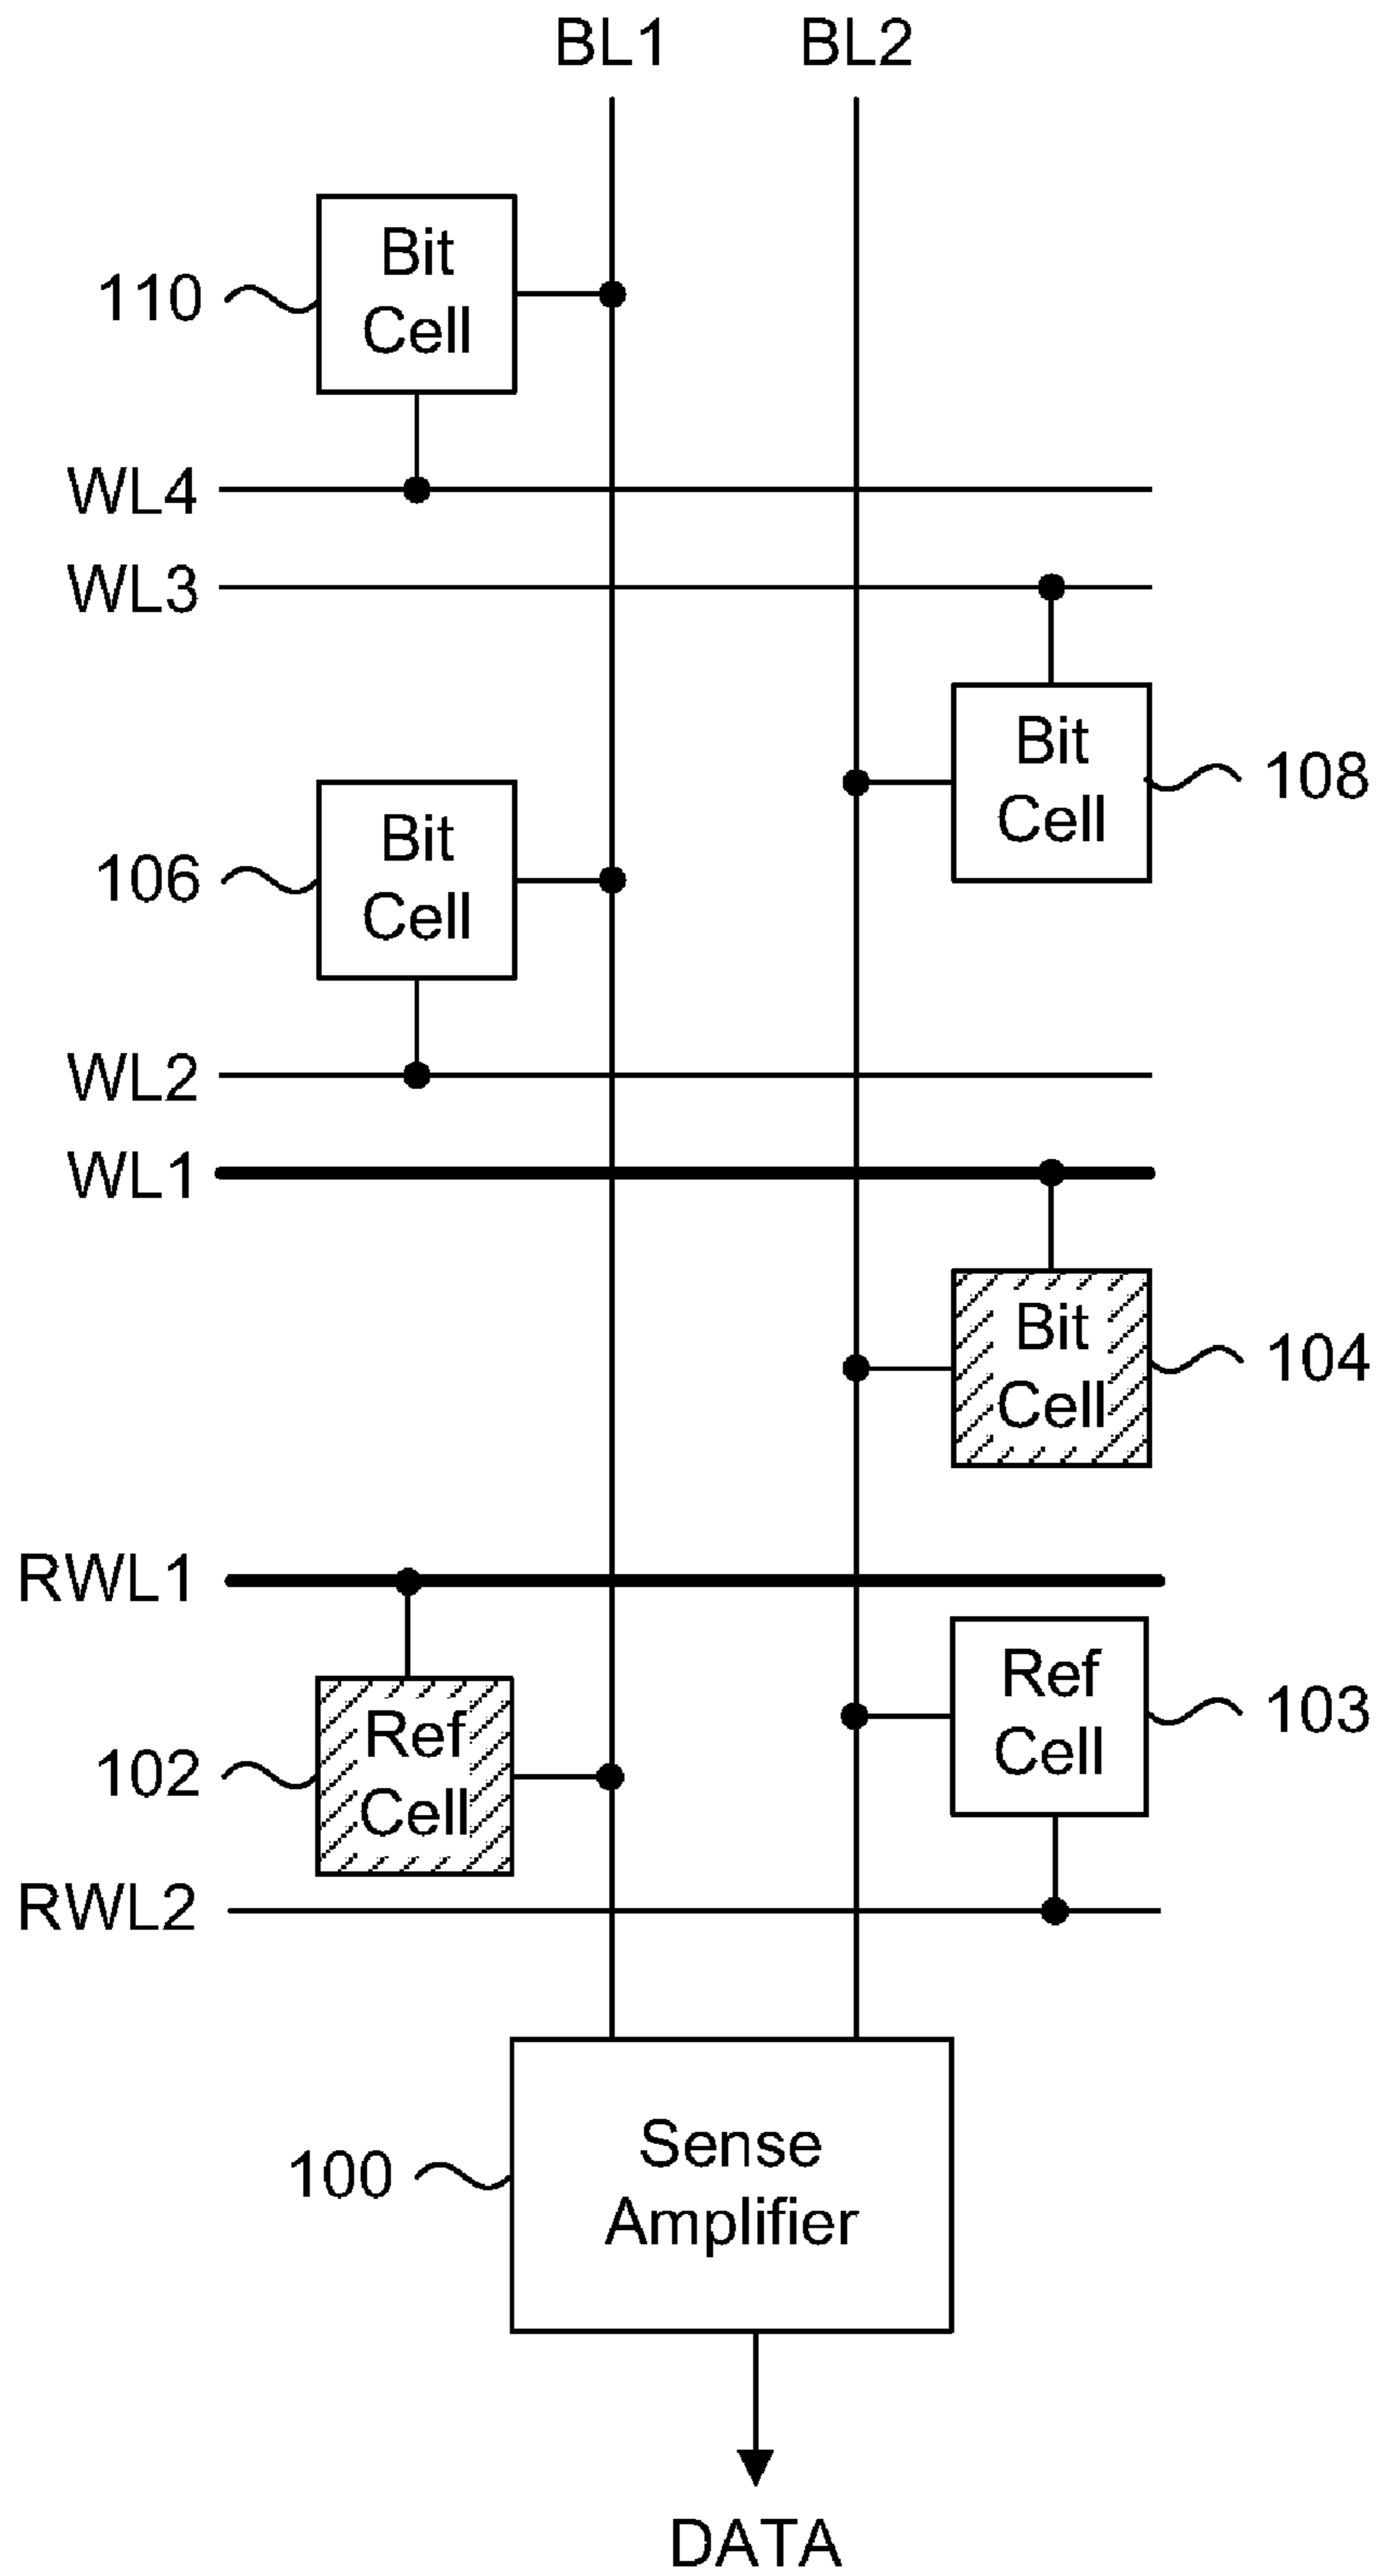 BL1 BL2
Bit
Cell
110
WL4
WL3
Bit
Cell
108
Bit
Cell
106
WL2
WL1
Bit
Cell
104
RWL1
Ref
Cell
103
Ref
Cell
102
RWL2
Sense
Amplifier
100
DATA